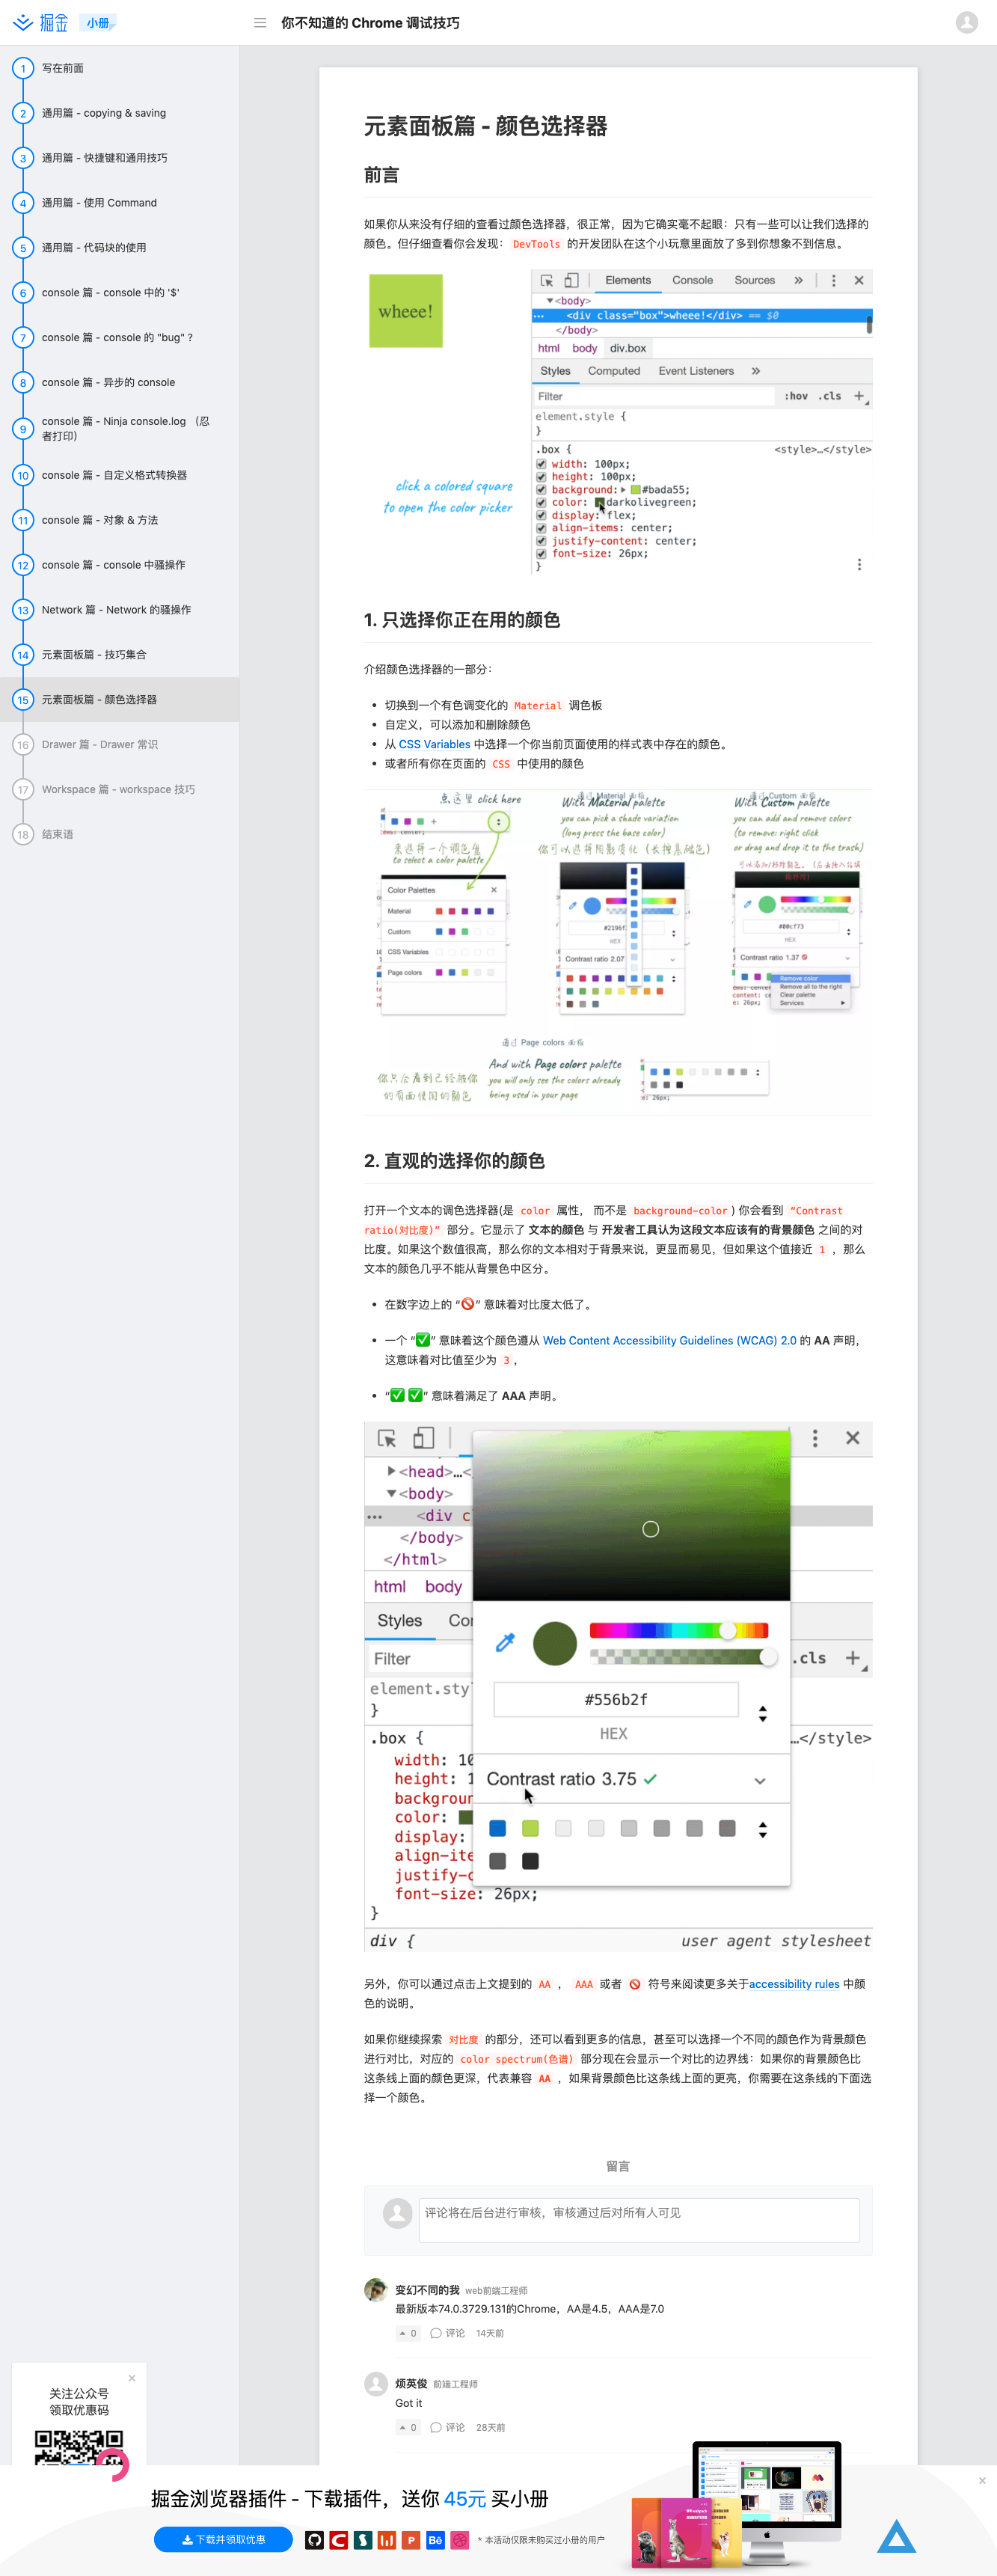 掘金 小册
你不知道的 Chrome 调试技巧
1 写在前面
2 通用篇 - copying & saving
3 通用篇 - 快捷键和通用技巧
4 通用篇 - 使用 Command
5 通用篇 - 代码块的使用
6 console 篇 - console 中的 '$'
7 console 篇 - console 的 "bug" ?
8 console 篇 - 异步的 console
9 console 篇 - Ninja console.log （忍
者打印）
10 console 篇 - 自定义格式转换器
11 console 篇 - 对象 & 方法
12 console 篇 - console 中骚操作
13 Network 篇 - Network 的骚操作
14 元素面板篇 - 技巧集合
15 元素面板篇 - 颜色选择器
16 Drawer 篇 - Drawer 常识
17 Workspace 篇 - workspace 技巧
18 结束语
元素面板篇 - 颜色选择器
前言
如果你从来没有仔细的查看过颜色选择器，很正常，因为它确实毫不起眼：只有一些可以让我们选择的
颜色。但仔细查看你会发现：DevTools 的开发团队在这个小玩意里面放了多到你想象不到信息。
wheee!
click a colored square
to open the color picker
Elements Console Sources »
▼<body>
··· <div class="box">wheee!</div> == $0
</body>
html body div.box
Styles Computed Event Listeners »
Filter :hov .cls +
element.style {
}
.box { <style>…</style>
width: 100px;
height: 100px;
background: #bada55;
color: darkolivegreen;
display: flex;
align-items: center;
justify-content: center;
font-size: 26px;
}
1. 只选择你正在用的颜色
介绍颜色选择器的一部分：
• 切换到一个有色调变化的 Material 调色板
• 自定义，可以添加和删除颜色
• 从 CSS Variables 中选择一个你当前页面使用的样式表中存在的颜色。
• 或者所有你在页面的 CSS 中使用的颜色
点这里 click here
来选择一个调色盘
to select a color palette
Color Palettes
Material
Custom
CSS Variables
Page colors
通过 Material 面板
With Material palette
you can pick a shade variation
(long press the base color)
你可以选择阴影变化（长按基础色）
#2196f
HEX
Contrast ratio 2.07
通过 Custom 面板
With Custom palette
you can add and remove colors
(to remove: right click
or drag and drop it to the trash)
#00cf73
HEX
Contrast ratio 1.37
Remove color
Remove all to the right
Clear palette
Services
通过 Page colors 面板
And with Page colors palette
you will only see the colors already
being used in your page
你只会看到已经被你
的页面使用的颜色
2. 直观的选择你的颜色
打开一个文本的调色选择器(是 color 属性， 而不是 background-color ) 你会看到 “Contrast
ratio(对比度)” 部分。它显示了 文本的颜色 与 开发者工具认为这段文本应该有的背景颜色 之间的对
比度。如果这个数值很高，那么你的文本相对于背景来说，更显而易见，但如果这个值接近 1 ，那么
文本的颜色几乎不能从背景色中区分。
• 在数字边上的 “🚫” 意味着对比度太低了。
• 一个 “✅” 意味着这个颜色遵从 Web Content Accessibility Guidelines (WCAG) 2.0 的 AA 声明，
这意味着对比值至少为 3 ，
• “✅ ✅” 意味着满足了 AAA 声明。
▶<head>…</
▼<body>
··· <div c
</body>
</html>
html body
Styles Co
Filter .cls +
element.sty
}
.box { …</style>
width: 10
height: 1
backgroun
color:
display:
align-ite
justify-c
font-size: 26px;
}
#556b2f
HEX
Contrast ratio 3.75 ✓
div { user agent stylesheet
另外，你可以通过点击上文提到的 AA ， AAA 或者 🚫 符号来阅读更多关于accessibility rules 中颜
色的说明。
如果你继续探索 对比度 的部分，还可以看到更多的信息，甚至可以选择一个不同的颜色作为背景颜色
进行对比，对应的 color spectrum(色谱) 部分现在会显示一个对比的边界线：如果你的背景颜色比
这条线上面的颜色更深，代表兼容 AA ，如果背景颜色比这条线上面的更亮，你需要在这条线的下面选
择一个颜色。
留言
评论将在后台进行审核，审核通过后对所有人可见
变幻不同的我 web前端工程师
最新版本74.0.3729.131的Chrome，AA是4.5，AAA是7.0
0 评论 14天前
烦英俊 前端工程师
Got it
0 评论 28天前
关注公众号
领取优惠码
掘金浏览器插件 - 下载插件，送你 45元 买小册
下载并领取优惠
* 本活动仅限未购买过小册的用户